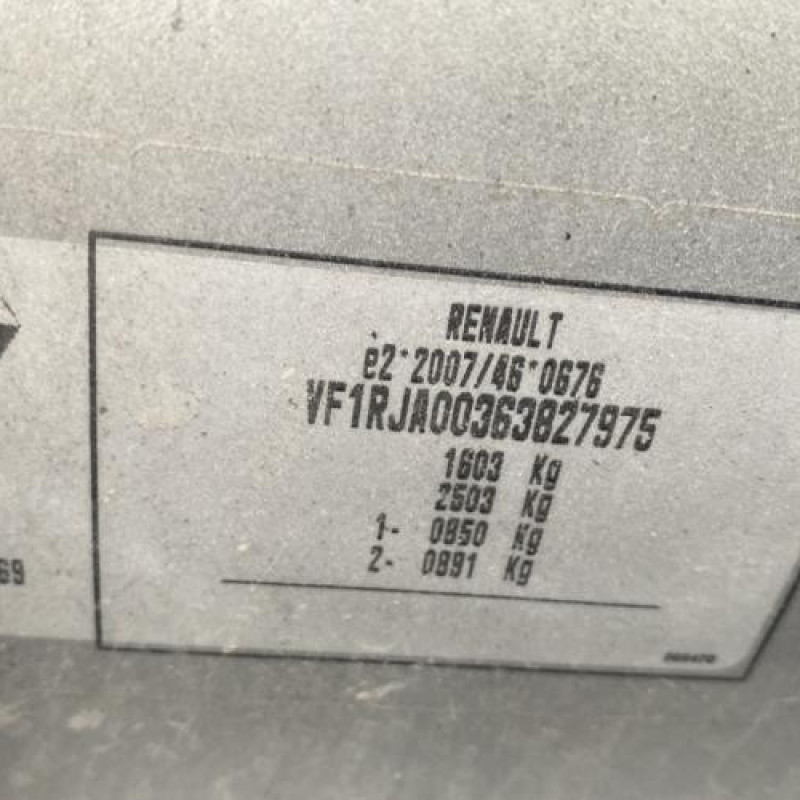 RENAULT
e2*2007/46*0676
VF1RJA00363827975
1603 Kg
2503 Kg
1- 0850 Kg
2- 0891 Kg
69